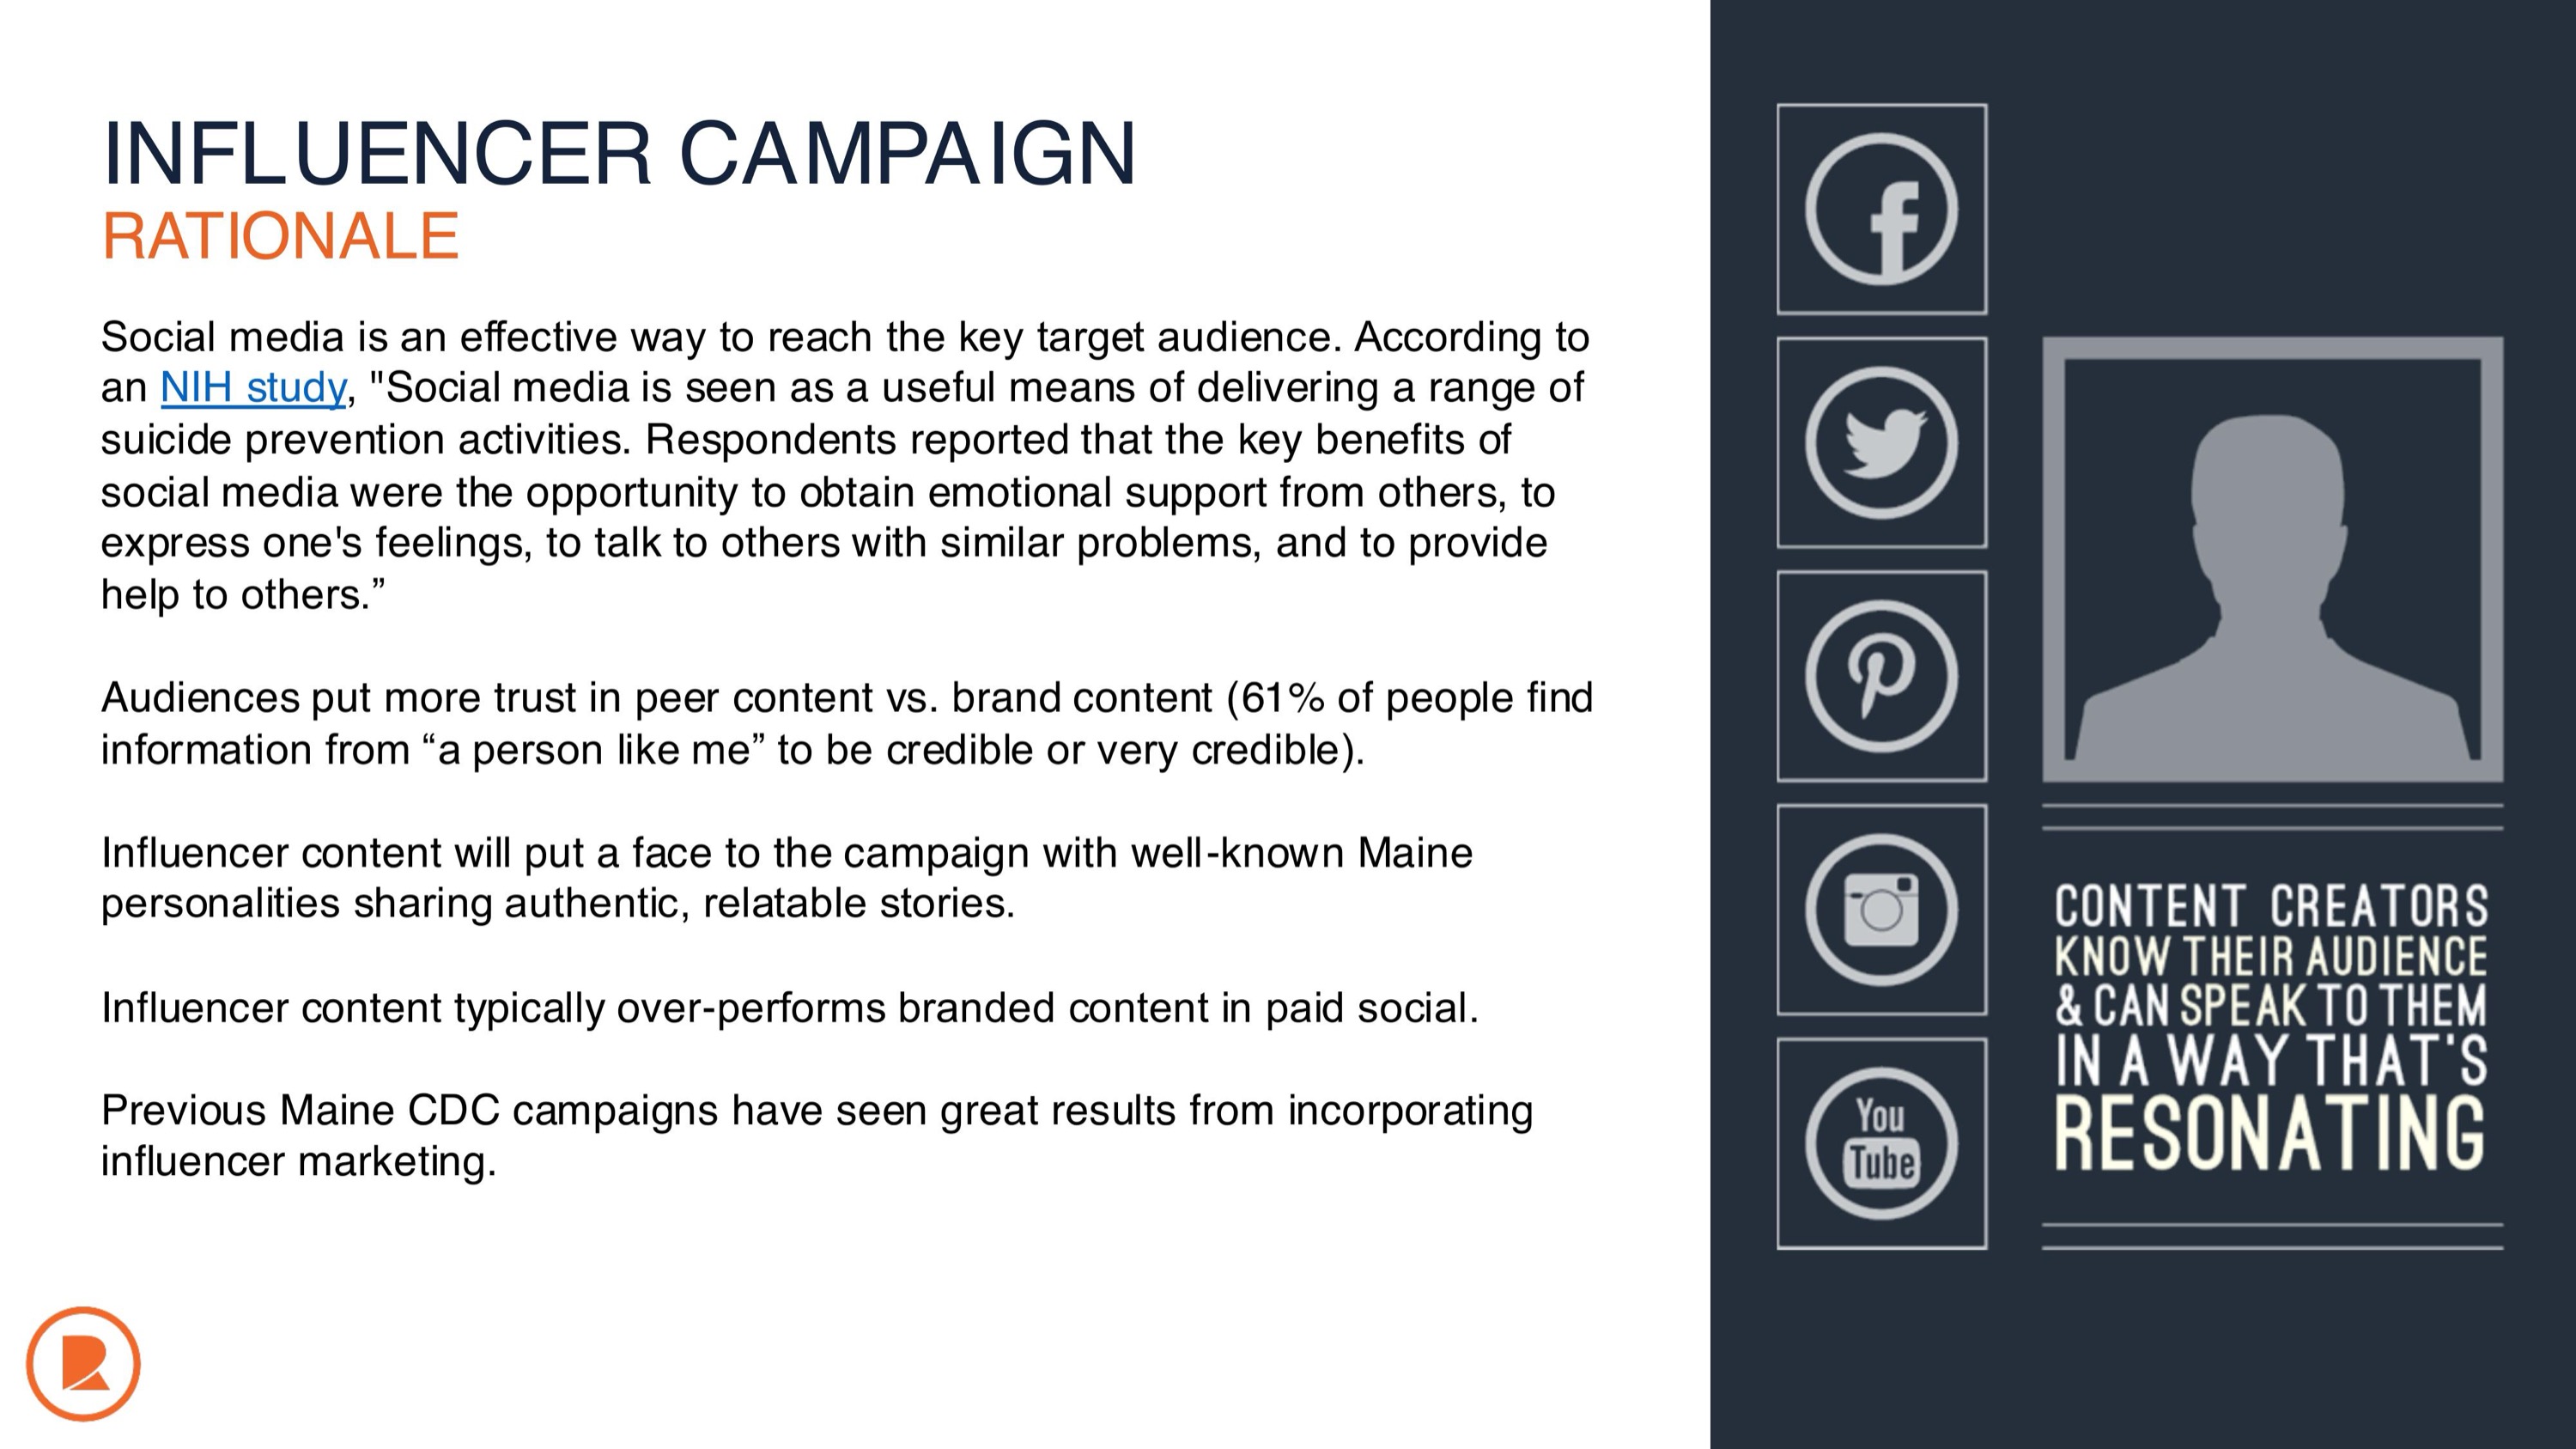 INFLUENCER CAMPAIGN
RATIONALE
Social media is an effective way to reach the key target audience. According to
an NIH study, "Social media is seen as a useful means of delivering a range of
suicide prevention activities. Respondents reported that the key benefits of
social media were the opportunity to obtain emotional support from others, to
express one's feelings, to talk to others with similar problems, and to provide
help to others.”
Audiences put more trust in peer content vs. brand content (61% of people find
information from “a person like me” to be credible or very credible).
Influencer content will put a face to the campaign with well-known Maine
personalities sharing authentic, relatable stories.
Influencer content typically over-performs branded content in paid social.
Previous Maine CDC campaigns have seen great results from incorporating
influencer marketing.
You
Tube
CONTENT CREATORS
KNOW THEIR AUDIENCE
& CAN SPEAK TO THEM
IN A WAY THAT'S
RESONATING
R